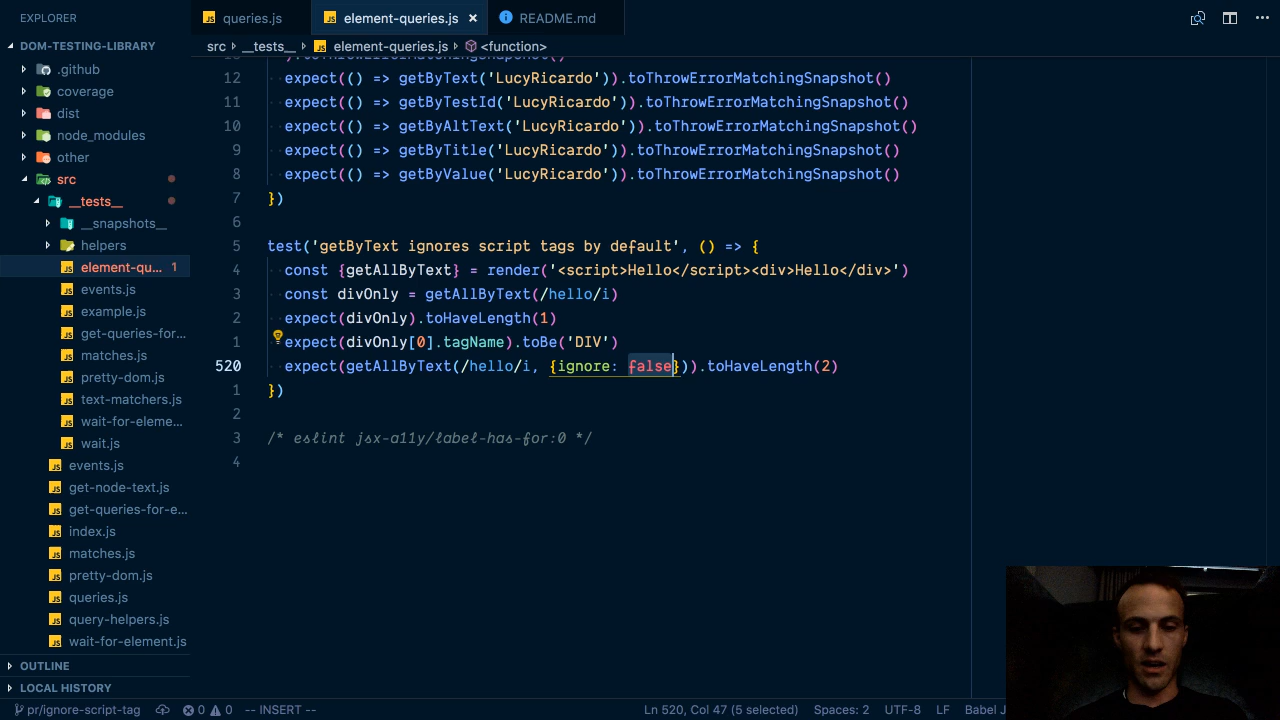 EXPLORER
DOM-TESTING-LIBRARY
.github
coverage
dist
node_modules
other
src
__tests__
__snapshots__
helpers
element-qu... 1
events.js
example.js
get-queries-for...
matches.js
pretty-dom.js
text-matchers.js
wait-for-eleme...
wait.js
events.js
get-node-text.js
get-queries-for-e...
index.js
matches.js
pretty-dom.js
queries.js
query-helpers.js
wait-for-element.js
OUTLINE
LOCAL HISTORY
queries.js element-queries.js × README.md
src __tests__ element-queries.js <function>
13 ).toThrowErrorMatchingSnapshot()
12 expect(() => getByText('LucyRicardo')).toThrowErrorMatchingSnapshot()
11 expect(() => getByTestId('LucyRicardo')).toThrowErrorMatchingSnapshot()
10 expect(() => getByAltText('LucyRicardo')).toThrowErrorMatchingSnapshot()
9 expect(() => getByTitle('LucyRicardo')).toThrowErrorMatchingSnapshot()
8 expect(() => getByValue('LucyRicardo')).toThrowErrorMatchingSnapshot()
7 })
6
5 test('getByText ignores script tags by default', () => {
4 const {getAllByText} = render('<script>Hello</script><div>Hello</div>')
3 const divOnly = getAllByText(/hello/i)
2 expect(divOnly).toHaveLength(1)
1 expect(divOnly[0].tagName).toBe('DIV')
520 expect(getAllByText(/hello/i, {ignore: false})).toHaveLength(2)
1 })
2
3 /* eslint jsx-a11y/label-has-for:0 */
4
pr/ignore-script-tag 0 0 -- INSERT -- Ln 520, Col 47 (5 selected) Spaces: 2 UTF-8 LF Babel J